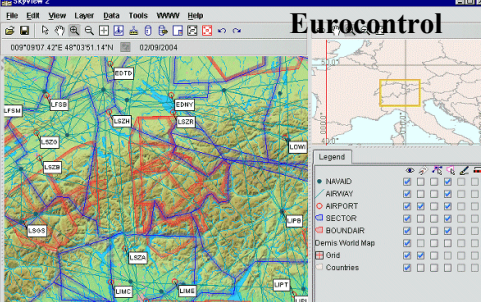 SkyView 2
Eurocontrol
File Edit View Layer Data Tools WWW Help
009°09'07.42"E 48°03'51.14"N 02/09/2004
EDTD
LFSB
LFSM
EDNY
LSZH
LSZR
LSZG
LOWI
LSZB
LSGS
LIPB
LSZA
LIMC
LIME
LIPT
Legend
NAVAID
AIRWAY
AIRPORT
SECTOR
BOUNDAIR
Demis World Map
Grid
Countries